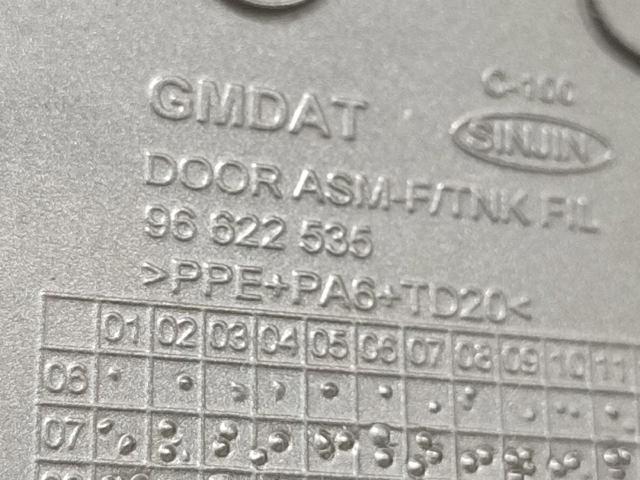 GMDAT
C-100
SINJIN
DOOR ASM-F/TNK FIL
96 622 535
>PPE+PA6+TD20<
01 02 03 04 05 06 07 08 09 10 11
06
07